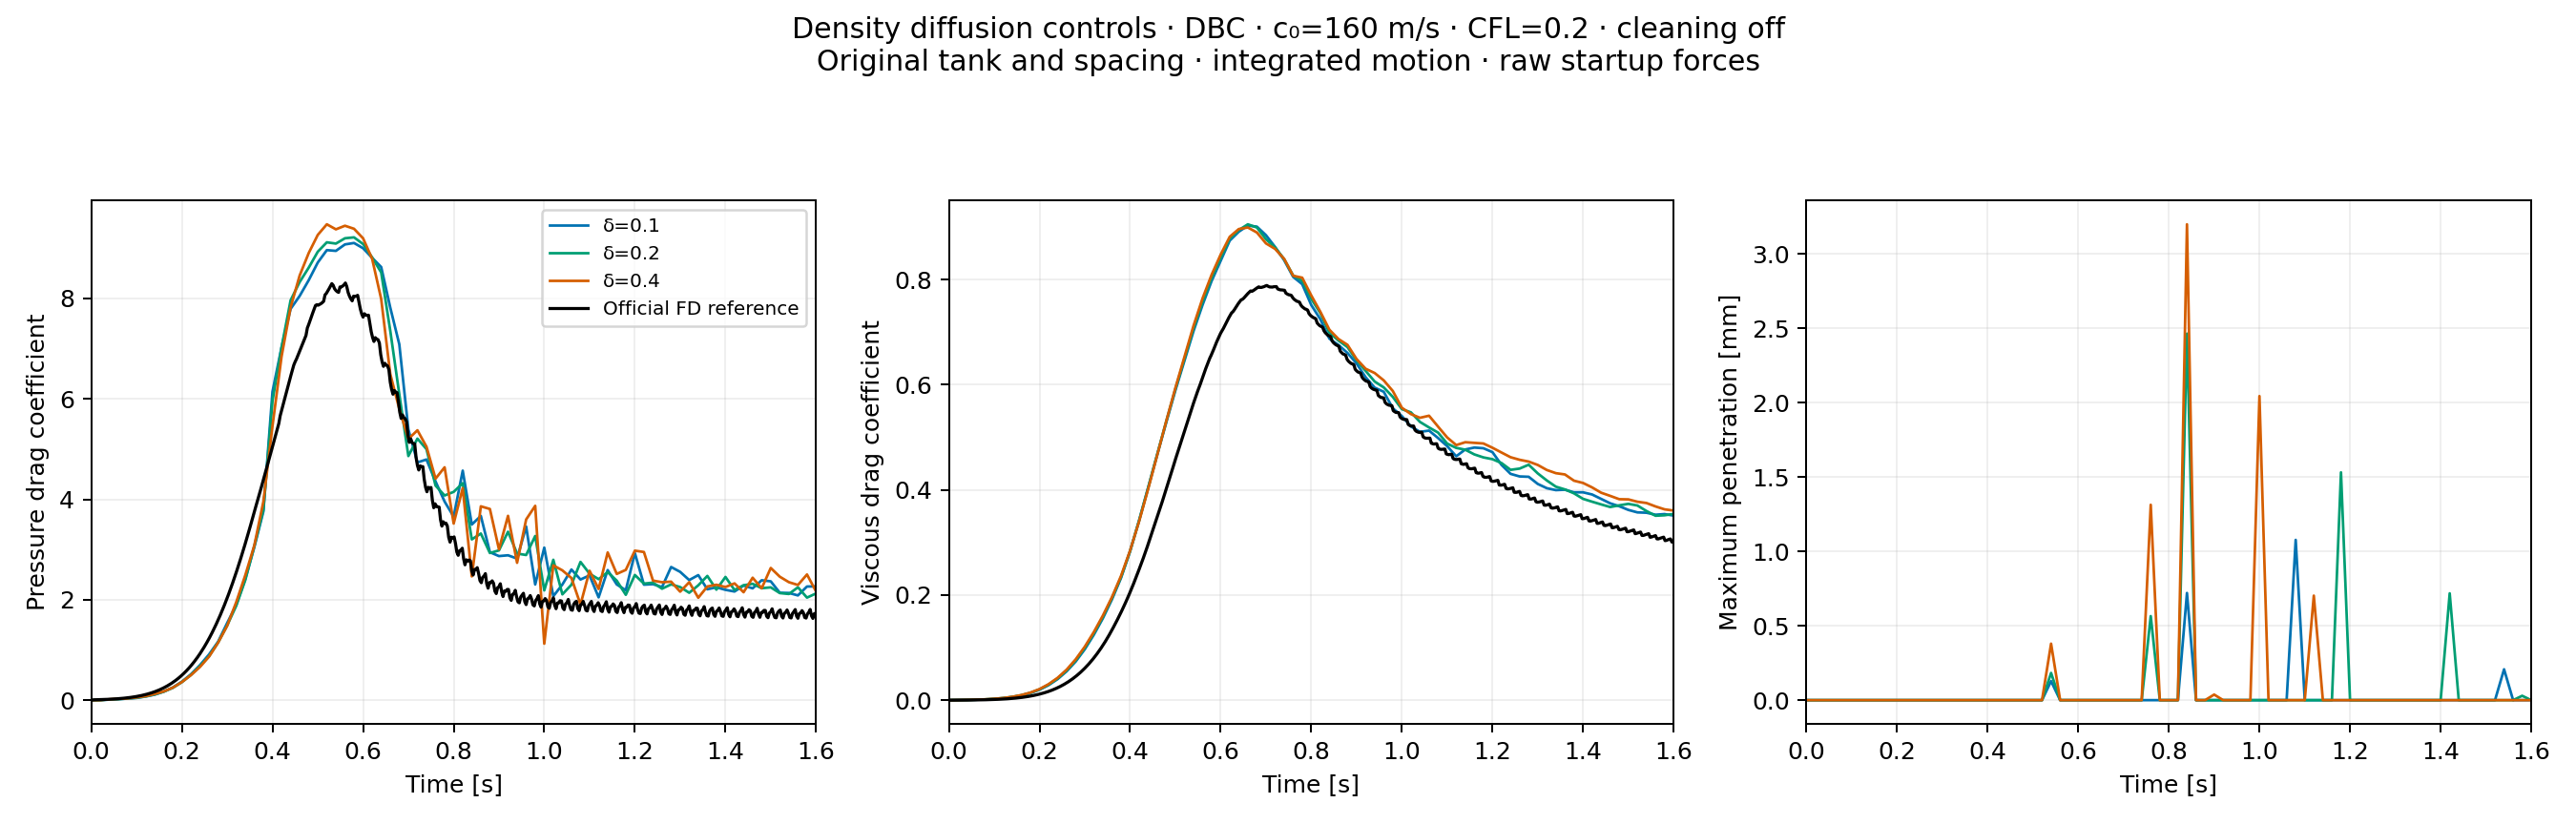 Density diffusion controls · DBC · c₀=160 m/s · CFL=0.2 · cleaning off
Original tank and spacing · integrated motion · raw startup forces
Pressure drag coefficient
8
6
4
2
0
0.0 0.2 0.4 0.6 0.8 1.0 1.2 1.4 1.6
Time [s]
δ=0.1
δ=0.2
δ=0.4
Official FD reference
Viscous drag coefficient
0.8
0.6
0.4
0.2
0.0
0.0 0.2 0.4 0.6 0.8 1.0 1.2 1.4 1.6
Time [s]
Maximum penetration [mm]
3.0
2.5
2.0
1.5
1.0
0.5
0.0
0.0 0.2 0.4 0.6 0.8 1.0 1.2 1.4 1.6
Time [s]